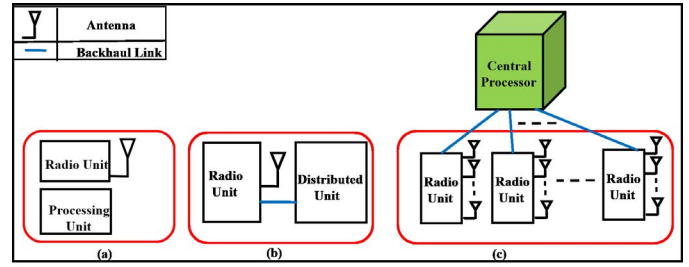 Antenna
Backhaul Link
Central
Processor
Radio Unit
Processing
Unit
(a)
Radio
Unit
Distributed
Unit
(b)
Radio
Unit
Radio
Unit
Radio
Unit
(c)